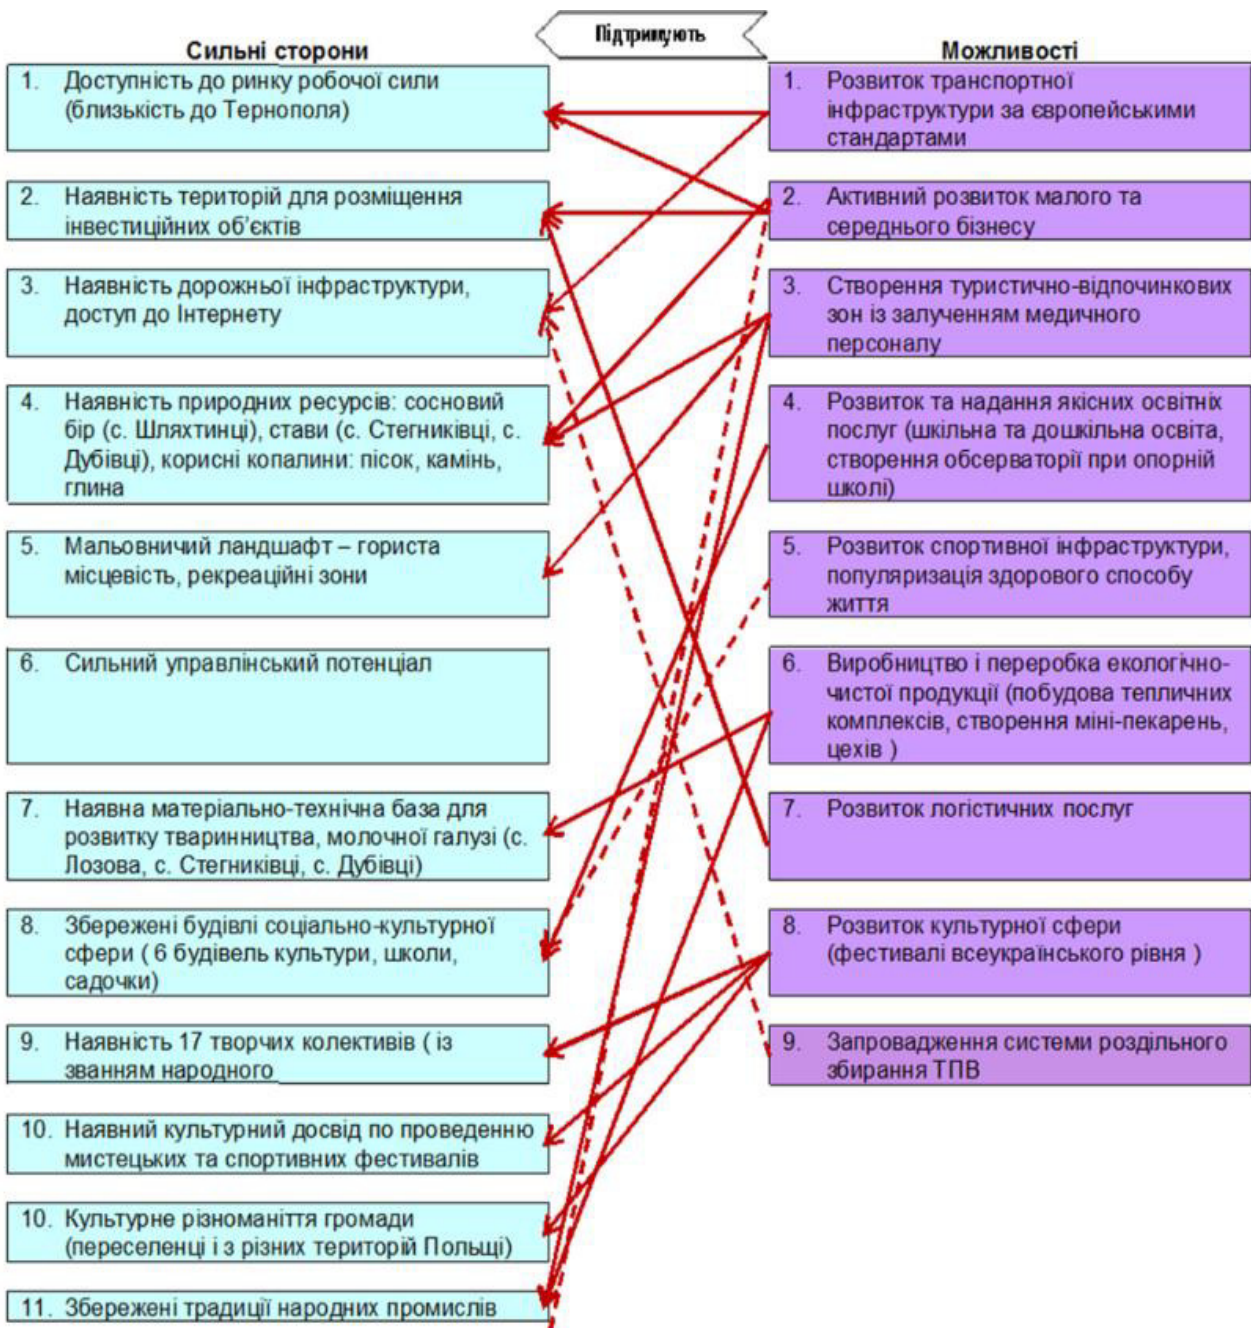 Підтримують
Сильні сторони
1. Доступність до ринку робочої сили
(близькість до Тернополя)
2. Наявність територій для розміщення
інвестиційних об'єктів
3. Наявність дорожньої інфраструктури,
доступ до Інтернету
4. Наявність природних ресурсів: сосновий
бір (с. Шляхтинці), стави (с. Стегниківці, с.
Дубівці), корисні копалини: пісок, камінь,
глина
5. Мальовничий ландшафт – гориста
місцевість, рекреаційні зони
6. Сильний управлінський потенціал
7. Наявна матеріально-технічна база для
розвитку тваринництва, молочної галузі (с.
Лозова, с. Стегниківці, с. Дубівці)
8. Збережені будівлі соціально-культурної
сфери ( 6 будівель культури, школи,
садочки)
9. Наявність 17 творчих колективів ( із
званням народного
10. Наявний культурний досвід по проведенню
мистецьких та спортивних фестивалів
10. Культурне різноманіття громади
(переселенці і з різних територій Польщі)
11. Збережені традиції народних промислів
Можливості
1. Розвиток транспортної
інфраструктури за європейськими
стандартами
2. Активний розвиток малого та
середнього бізнесу
3. Створення туристично-відпочинкових
зон із залученням медичного
персоналу
4. Розвиток та надання якісних освітніх
послуг (шкільна та дошкільна освіта,
створення обсерваторії при опорній
школі)
5. Розвиток спортивної інфраструктури,
популяризація здорового способу
життя
6. Виробництво і переробка екологічно-
чистої продукції (побудова тепличних
комплексів, створення міні-пекарень,
цехів )
7. Розвиток логістичних послуг
8. Розвиток культурної сфери
(фестивалі всеукраїнського рівня )
9. Запровадження системи роздільного
збирання ТПВ